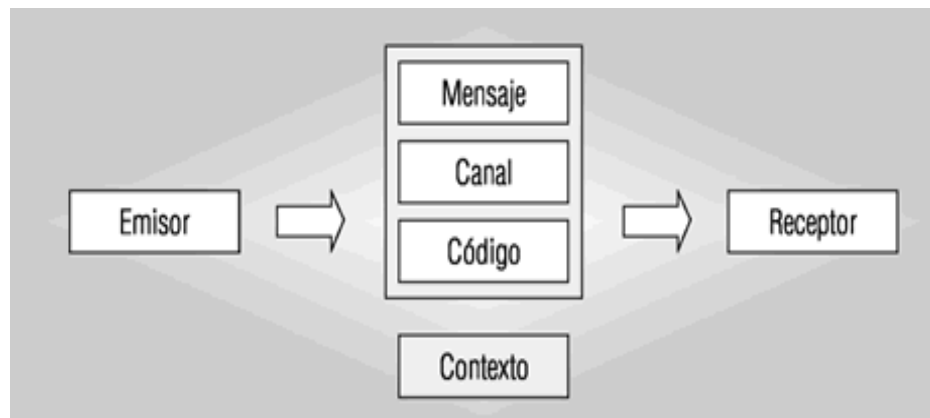 Mensaje
Canal
Emisor
Receptor
Código
Contexto